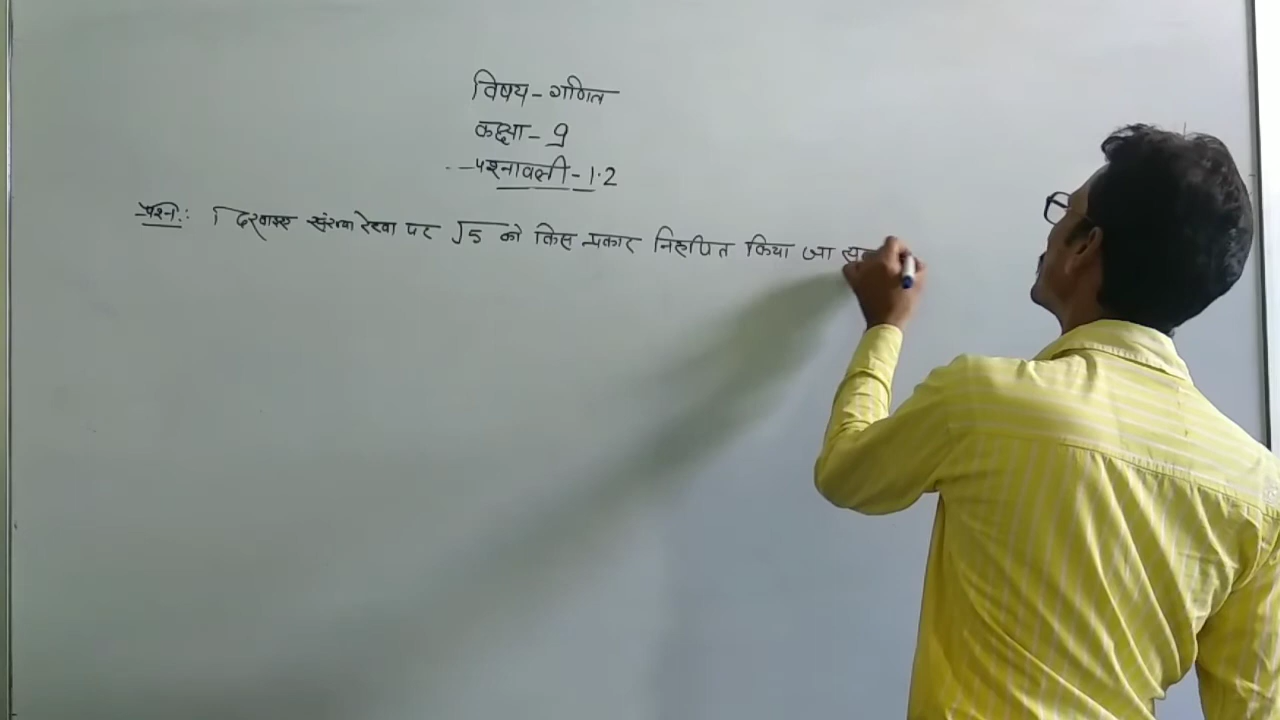 विषय - गणित
कक्षा - 9
प्रश्नावली - 1.2
प्रश्न:: दिखाइए संख्या रेखा पर √5 को किस प्रकार निरूपित किया जा